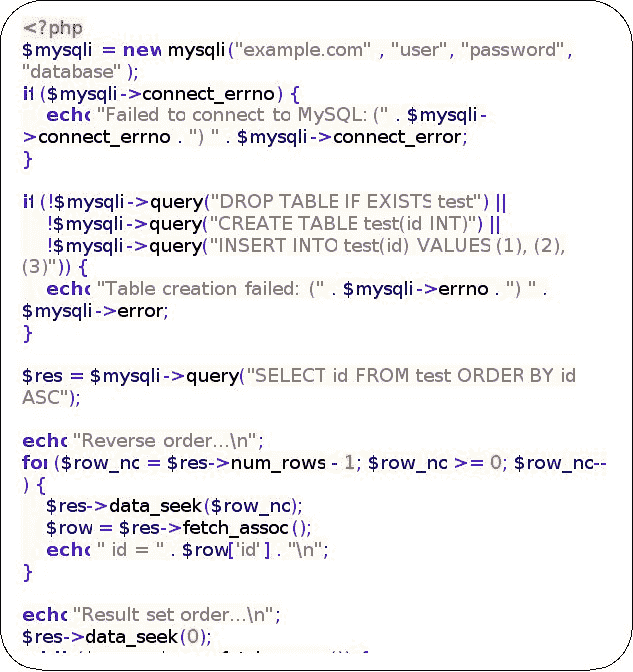 <?php
$mysqli = new mysqli("example.com" , "user", "password",
"database" );
if ($mysqli->connect_errno) {
    echo "Failed to connect to MySQL: (" . $mysqli-
>connect_errno . ") " . $mysqli->connect_error;
}

if (!$mysqli->query("DROP TABLE IF EXISTS test") ||
    !$mysqli->query("CREATE TABLE test(id INT)") ||
    !$mysqli->query("INSERT INTO test(id) VALUES (1), (2),
(3)")) {
    echo "Table creation failed: (" . $mysqli->errno . ") " .
$mysqli->error;
}

$res = $mysqli->query("SELECT id FROM test ORDER BY id
ASC");

echo "Reverse order...\n";
for ($row_no = $res->num_rows - 1; $row_no >= 0; $row_no--
) {
    $res->data_seek($row_no);
    $row = $res->fetch_assoc();
    echo " id = " . $row['id'] . "\n";
}

echo "Result set order...\n";
$res->data_seek(0);